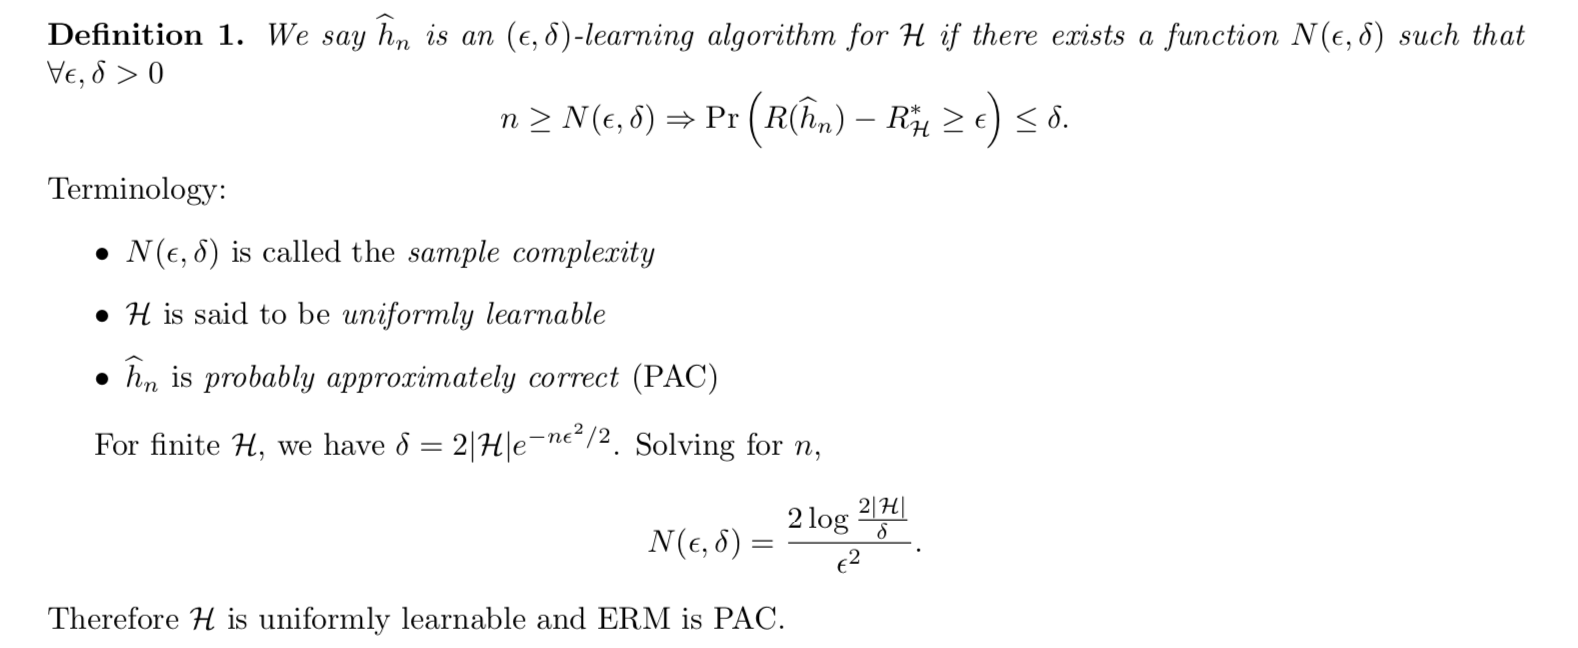 Definition 1. We say $\widehat{h}_n$ is an $(\epsilon, \delta)$-learning algorithm for $\mathcal{H}$ if there exists a function $N(\epsilon, \delta)$ such that
$\forall \epsilon, \delta > 0$
$n \geq N(\epsilon, \delta) \Rightarrow \Pr\left( R(\widehat{h}_n) - R^*_{\mathcal{H}} \geq \epsilon \right) \leq \delta.$
Terminology:
• $N(\epsilon, \delta)$ is called the sample complexity
• $\mathcal{H}$ is said to be uniformly learnable
• $\widehat{h}_n$ is probably approximately correct (PAC)
For finite $\mathcal{H}$, we have $\delta = 2|\mathcal{H}|e^{-n\epsilon^2/2}$. Solving for $n$,
$N(\epsilon, \delta) = \frac{2 \log \frac{2|\mathcal{H}|}{\delta}}{\epsilon^2}.$
Therefore $\mathcal{H}$ is uniformly learnable and ERM is PAC.